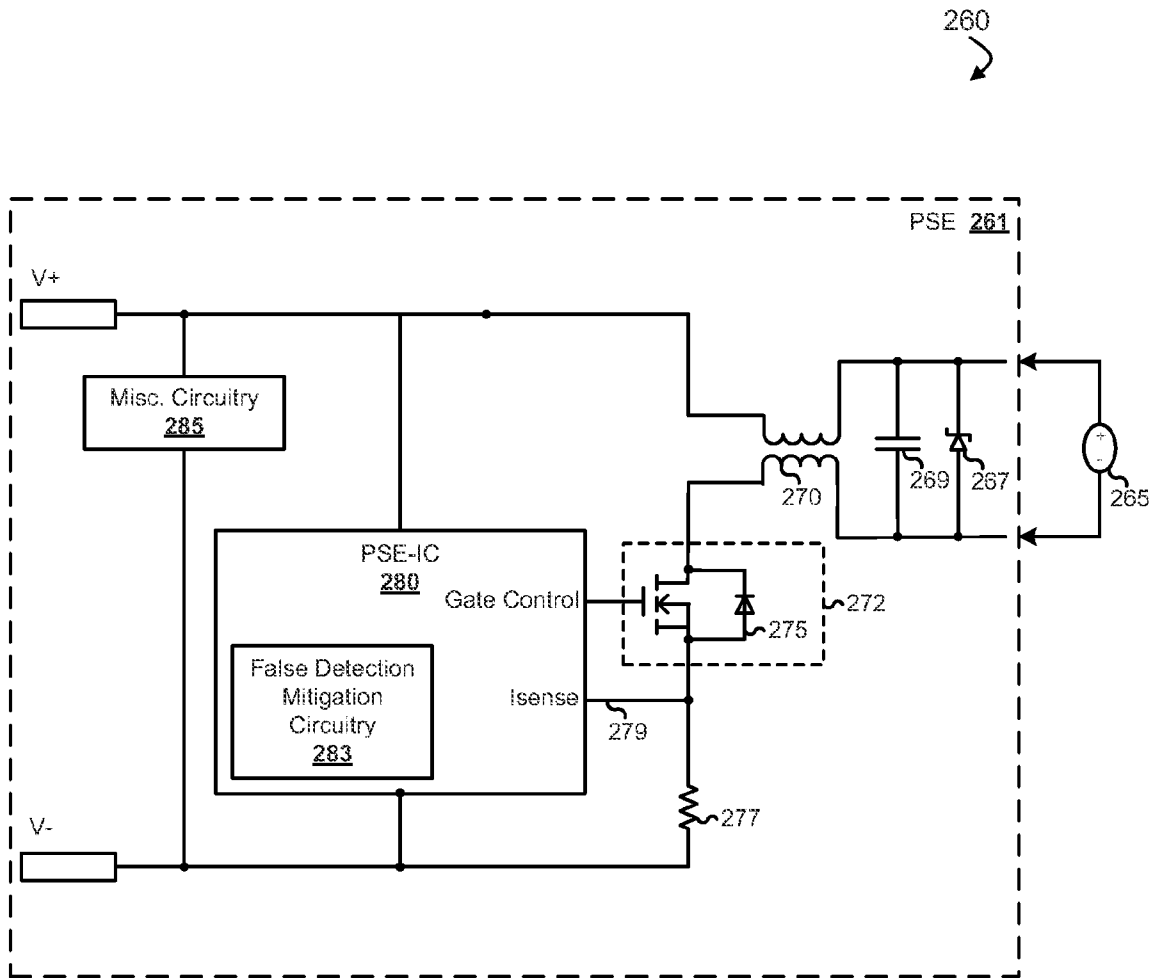 260
PSE 261
V+
Misc. Circuitry
285
269
267
265
270
PSE-IC
280
Gate Control
272
275
False Detection
Mitigation
Circuitry
283
Isense
279
277
V-
+
-